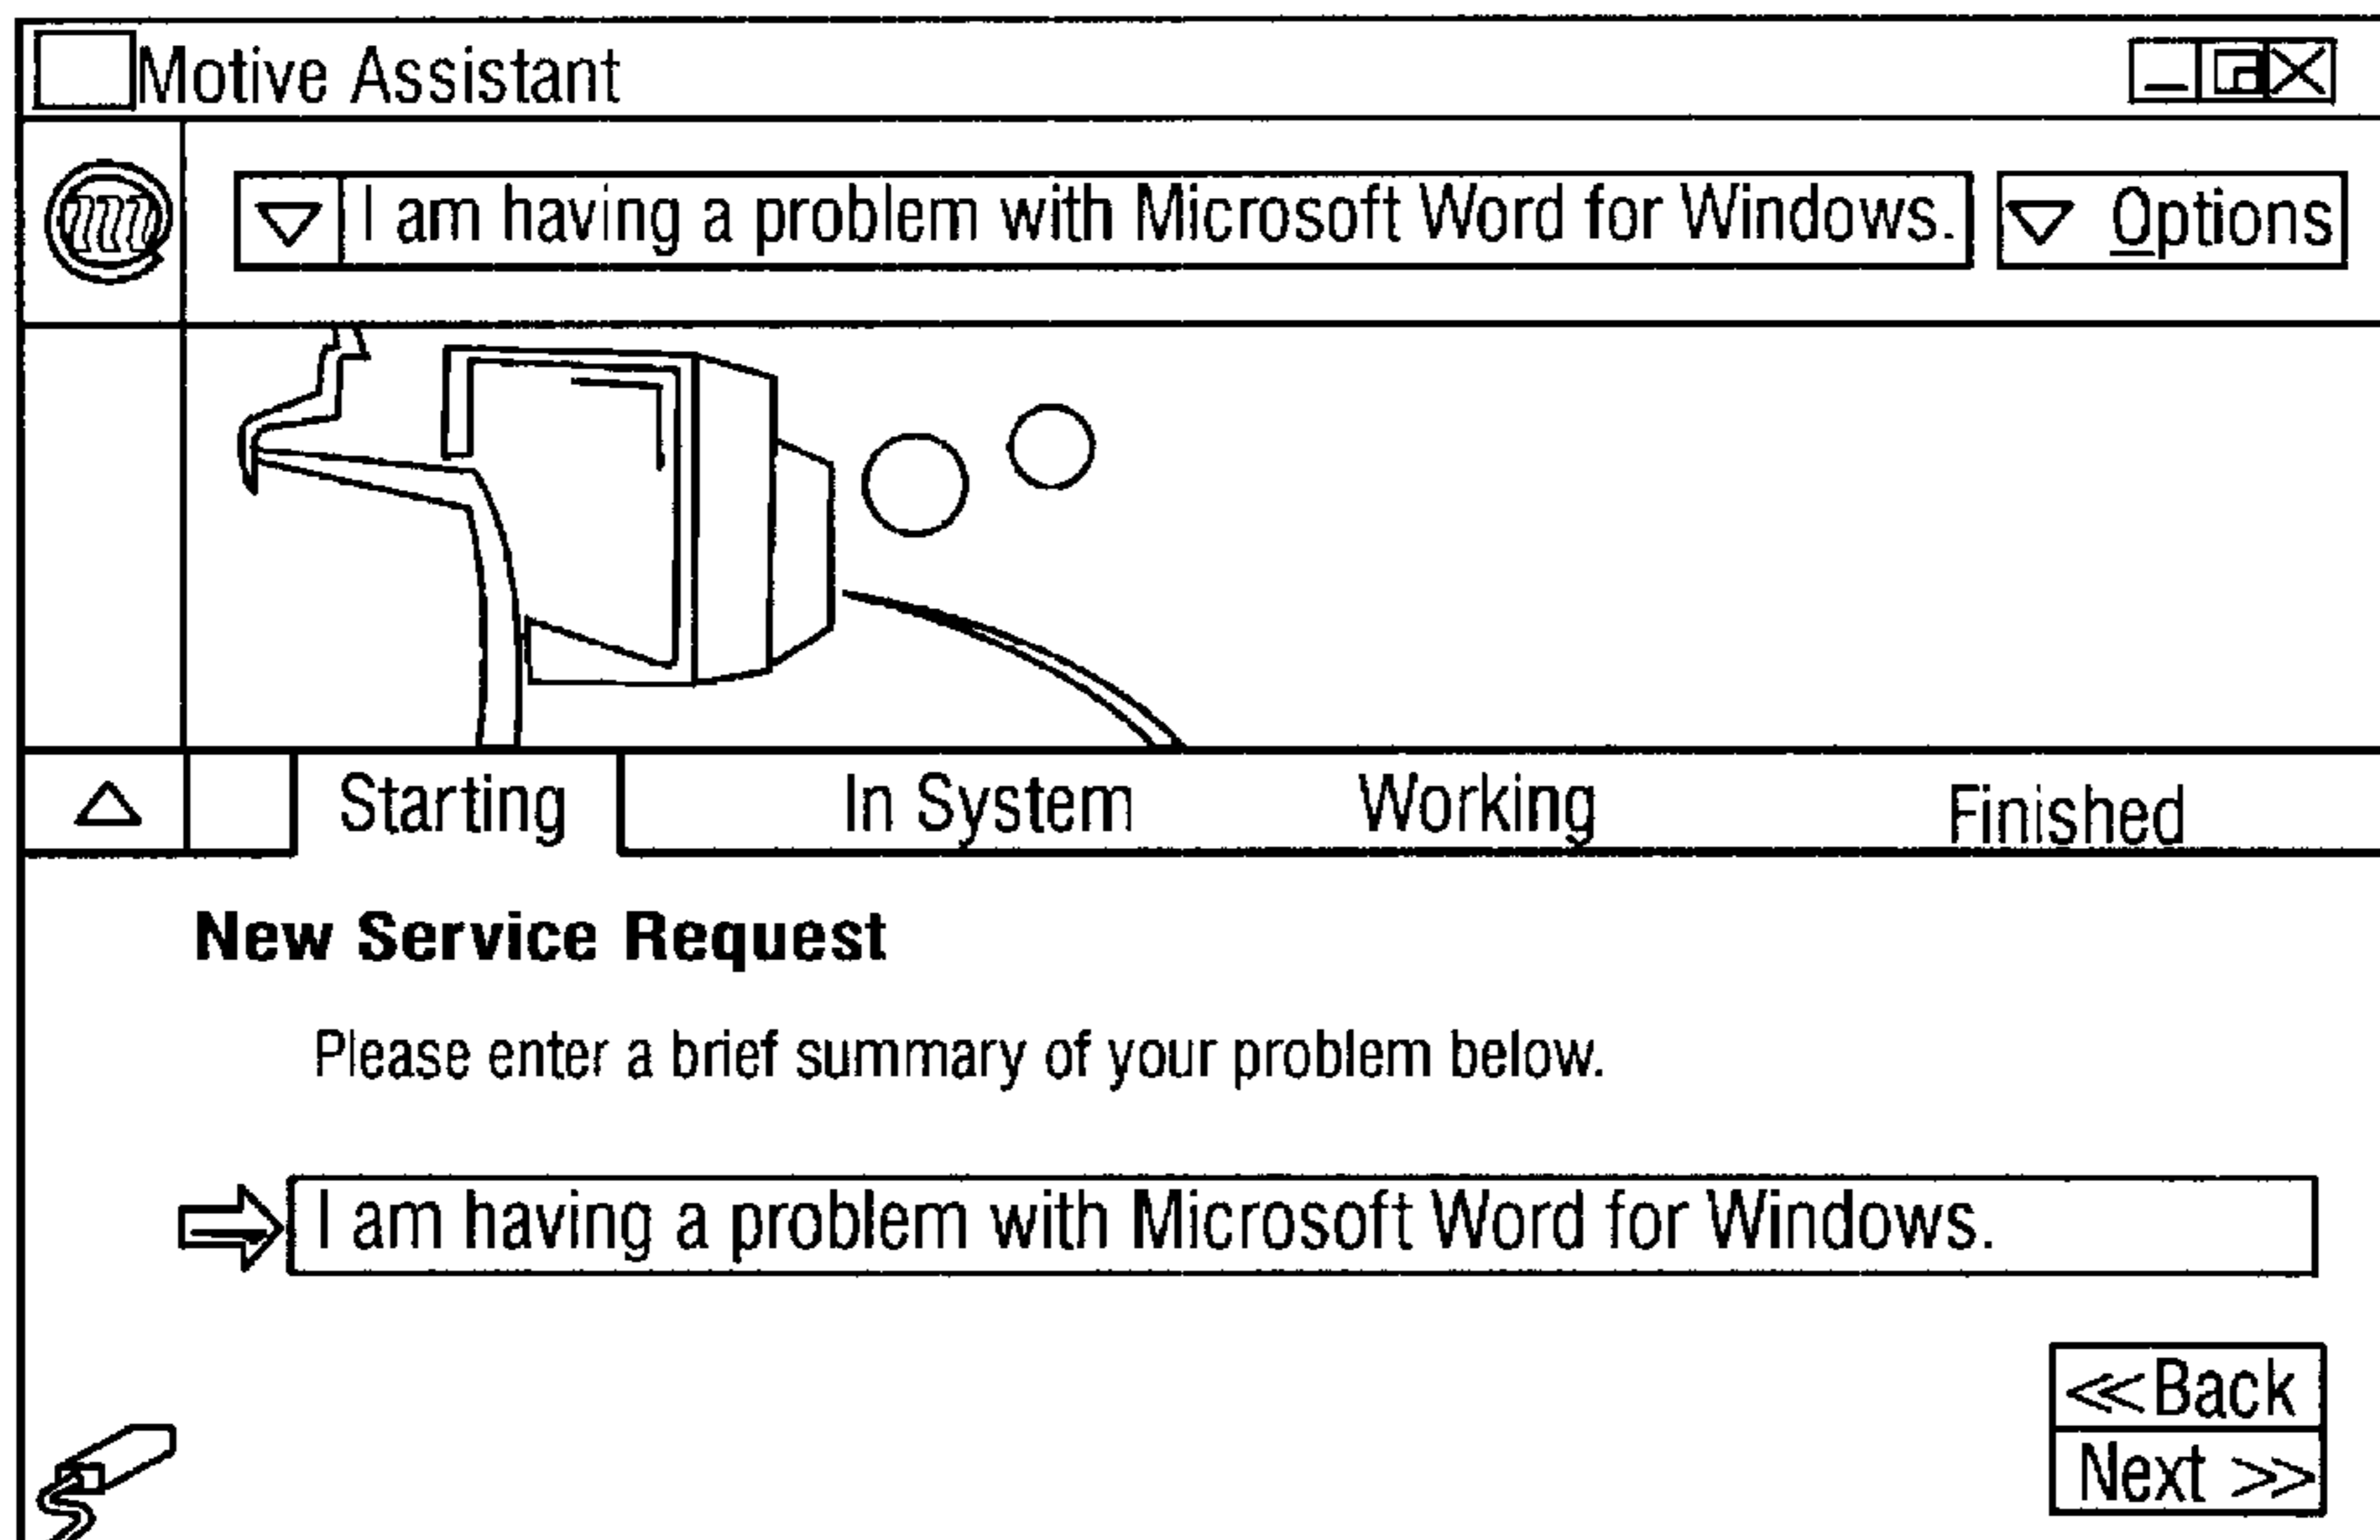 Motive Assistant
I am having a problem with Microsoft Word for Windows. Options
Starting In System Working Finished
New Service Request
Please enter a brief summary of your problem below.
I am having a problem with Microsoft Word for Windows.
<<Back
Next >>